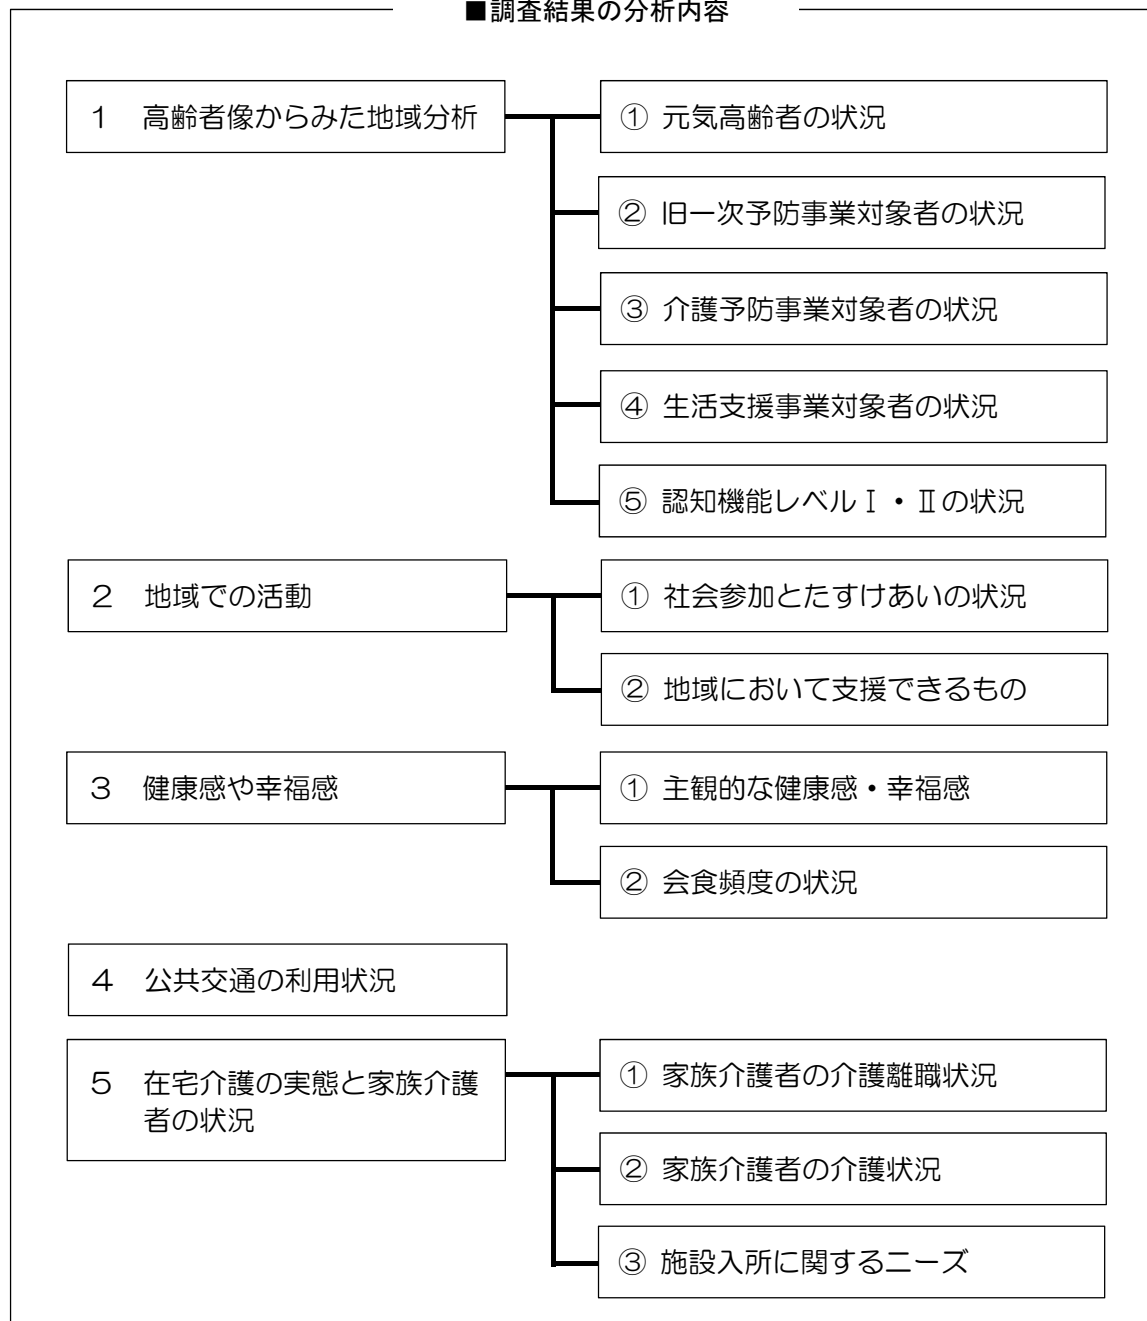 ■調査結果の分析内容
１　高齢者像からみた地域分析
① 元気高齢者の状況
② 旧一次予防事業対象者の状況
③ 介護予防事業対象者の状況
④ 生活支援事業対象者の状況
⑤ 認知機能レベルⅠ・Ⅱの状況
２　地域での活動
① 社会参加とたすけあいの状況
② 地域において支援できるもの
３　健康感や幸福感
① 主観的な健康感・幸福感
② 会食頻度の状況
４　公共交通の利用状況
５　在宅介護の実態と家族介護
者の状況
① 家族介護者の介護離職状況
② 家族介護者の介護状況
③ 施設入所に関するニーズ